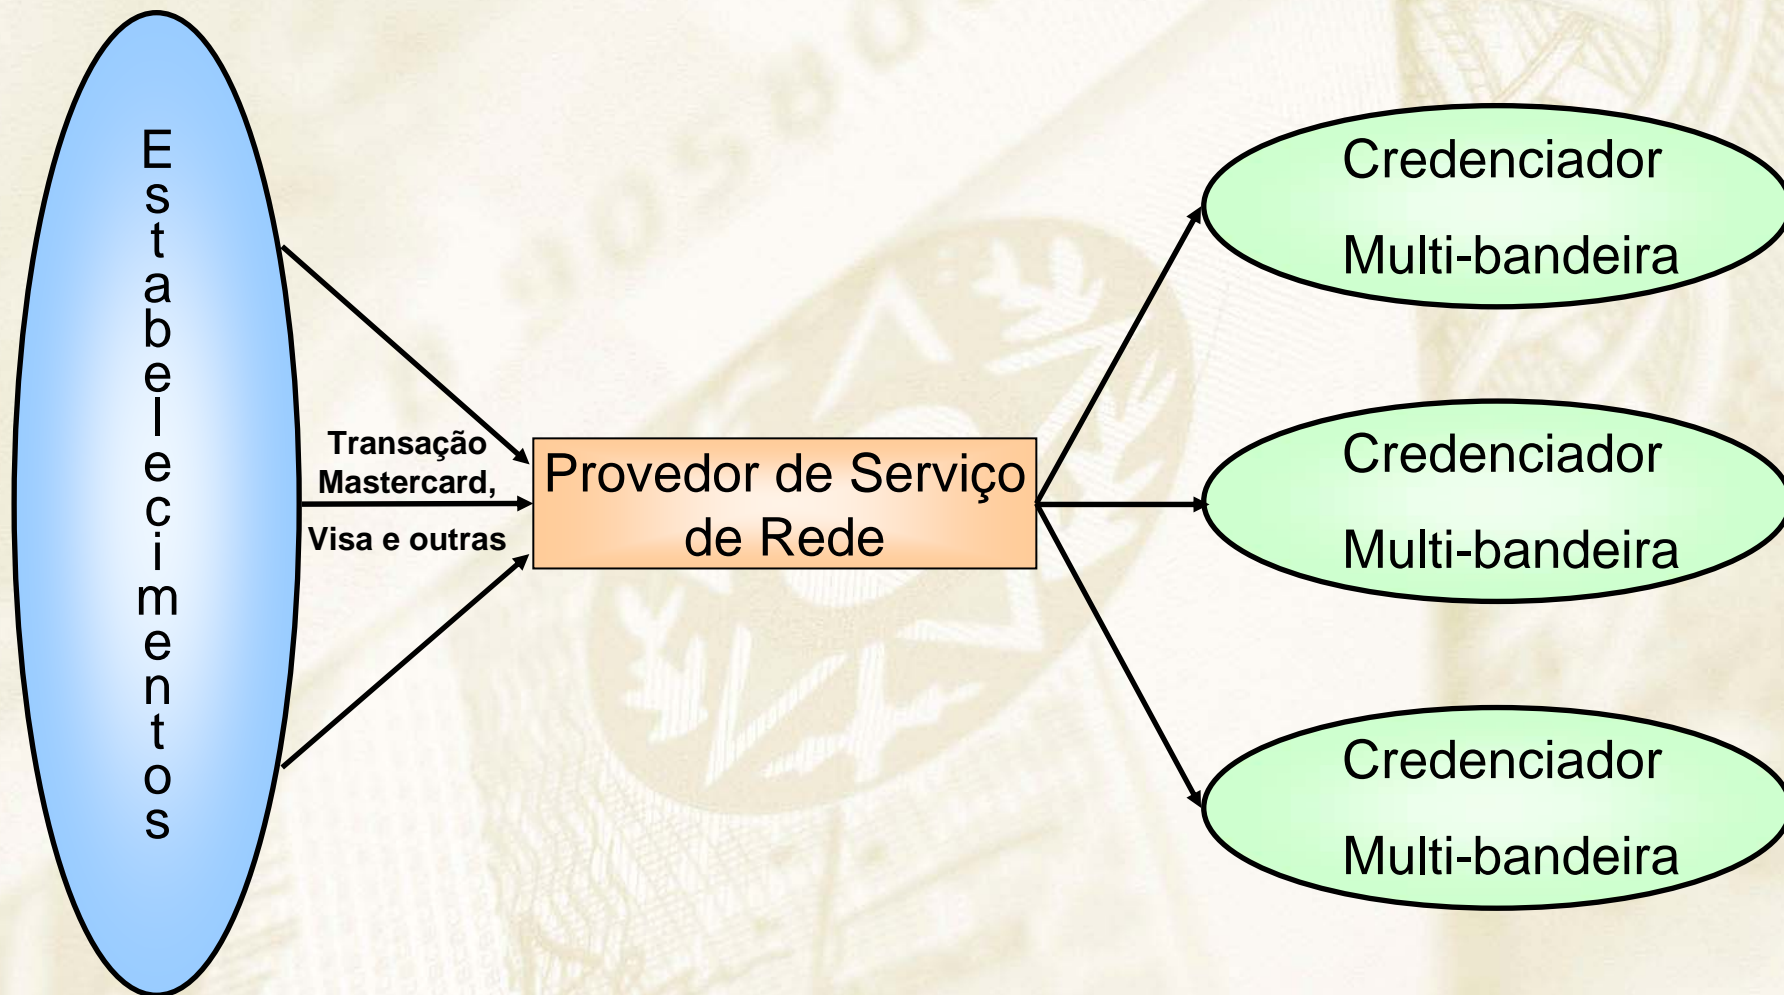 Estabelecimentos
Transação
Mastercard,
Visa e outras
Provedor de Serviço
de Rede
Credenciador
Multi-bandeira
Credenciador
Multi-bandeira
Credenciador
Multi-bandeira